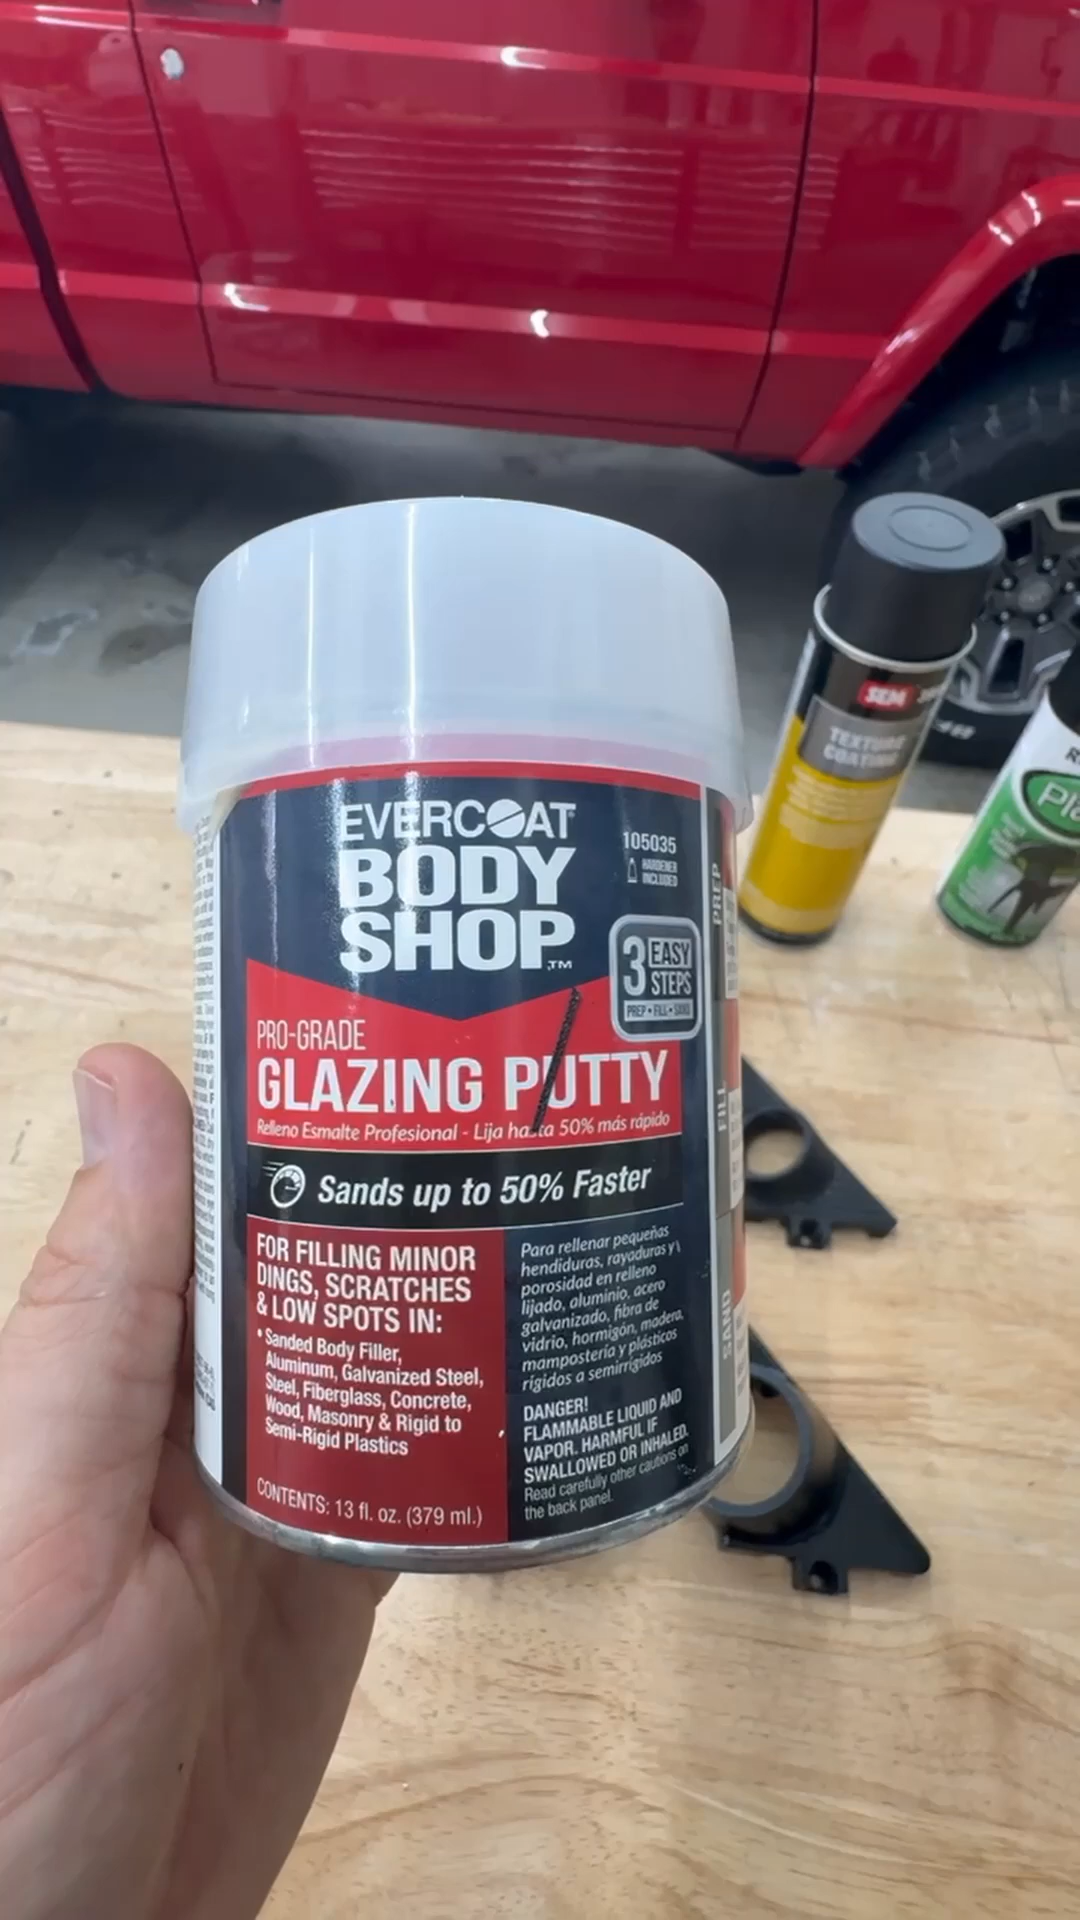 EVERCOAT
BODY
SHOP™
105035
HARDENER
INCLUDED
3 EASY
STEPS
PREP • FILL • SAND
PRO-GRADE
GLAZING PUTTY
Relleno Esmalte Profesional - Lija hasta 50% más rápido
Sands up to 50% Faster
FOR FILLING MINOR
DINGS, SCRATCHES
& LOW SPOTS IN:
• Sanded Body Filler,
Aluminum, Galvanized Steel,
Steel, Fiberglass, Concrete,
Wood, Masonry & Rigid to
Semi-Rigid Plastics
CONTENTS: 13 fl. oz. (379 ml.)
Para rellenar pequeñas
hendiduras, rayaduras y
porosidad en relleno
lijado, aluminio, acero
galvanizado, fibra de
vidrio, hormigón, madera,
mampostería y plásticos
rígidos a semirrígidos
DANGER!
FLAMMABLE LIQUID AND
VAPOR. HARMFUL IF
SWALLOWED OR INHALED.
Read carefully other cautions on
the back panel.
PREP
FILL
SAND
SEM
TEXTURE
COATING